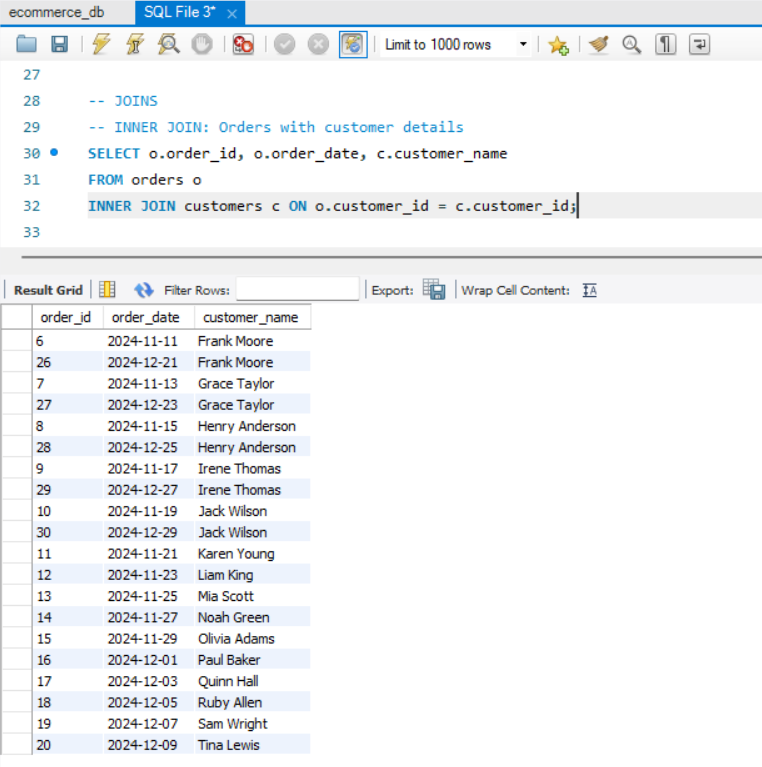 ecommerce_db SQL File 3* ×
Limit to 1000 rows
27
28 -- JOINS
29 -- INNER JOIN: Orders with customer details
30 SELECT o.order_id, o.order_date, c.customer_name
31 FROM orders o
32 INNER JOIN customers c ON o.customer_id = c.customer_id;
33
Result Grid Filter Rows: Export: Wrap Cell Content: IA
order_id order_date customer_name
6 2024-11-11 Frank Moore
26 2024-12-21 Frank Moore
7 2024-11-13 Grace Taylor
27 2024-12-23 Grace Taylor
8 2024-11-15 Henry Anderson
28 2024-12-25 Henry Anderson
9 2024-11-17 Irene Thomas
29 2024-12-27 Irene Thomas
10 2024-11-19 Jack Wilson
30 2024-12-29 Jack Wilson
11 2024-11-21 Karen Young
12 2024-11-23 Liam King
13 2024-11-25 Mia Scott
14 2024-11-27 Noah Green
15 2024-11-29 Olivia Adams
16 2024-12-01 Paul Baker
17 2024-12-03 Quinn Hall
18 2024-12-05 Ruby Allen
19 2024-12-07 Sam Wright
20 2024-12-09 Tina Lewis